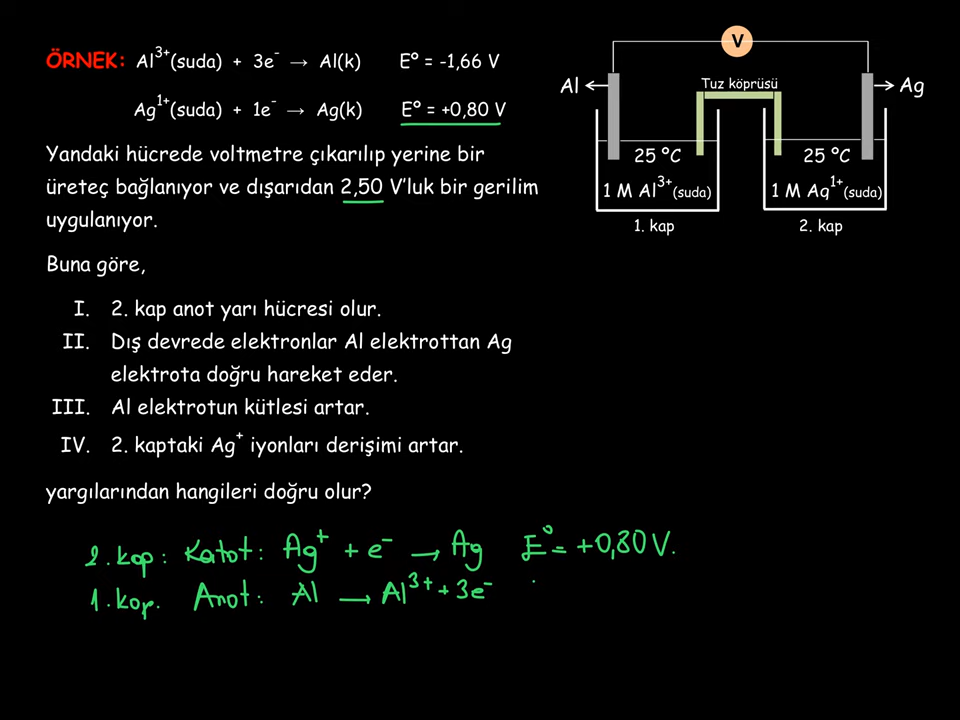 ÖRNEK: Al3+(suda) + 3e- → Al(k) E° = -1,66 V
Ag1+(suda) + 1e- → Ag(k) E° = +0,80 V
Yandaki hücrede voltmetre çıkarılıp yerine bir
üreteç bağlanıyor ve dışarıdan 2,50 V'luk bir gerilim
uygulanıyor.
Buna göre,
I. 2. kap anot yarı hücresi olur.
II. Dış devrede elektronlar Al elektrottan Ag
elektrota doğru hareket eder.
III. Al elektrotun kütlesi artar.
IV. 2. kaptaki Ag+ iyonları derişimi artar.
yargılarından hangileri doğru olur?
V
Al
Tuz köprüsü
Ag
25 °C
25 °C
1 M Al3+(suda)
1 M Ag1+(suda)
1. kap
2. kap
2. kap: Katot: Ag+ + e- → Ag E° = +0,80 V.
1. kap. Anot: Al → Al3+ + 3e-